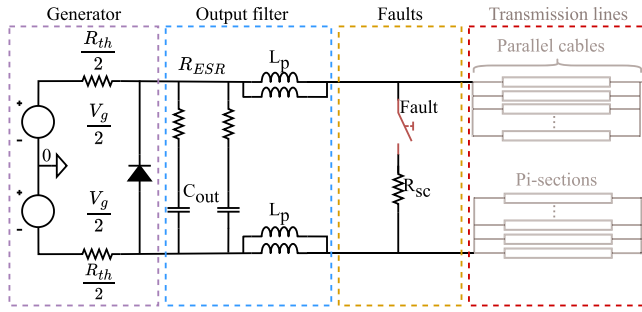 Generator
Output filter
Faults
Transmission lines
R_th
2
R_ESR
L_p
Parallel cables
+
V_g
2
-
Fault
...
0
+
V_g
2
-
C_out
R_sc
Pi-sections
...
L_p
R_th
2